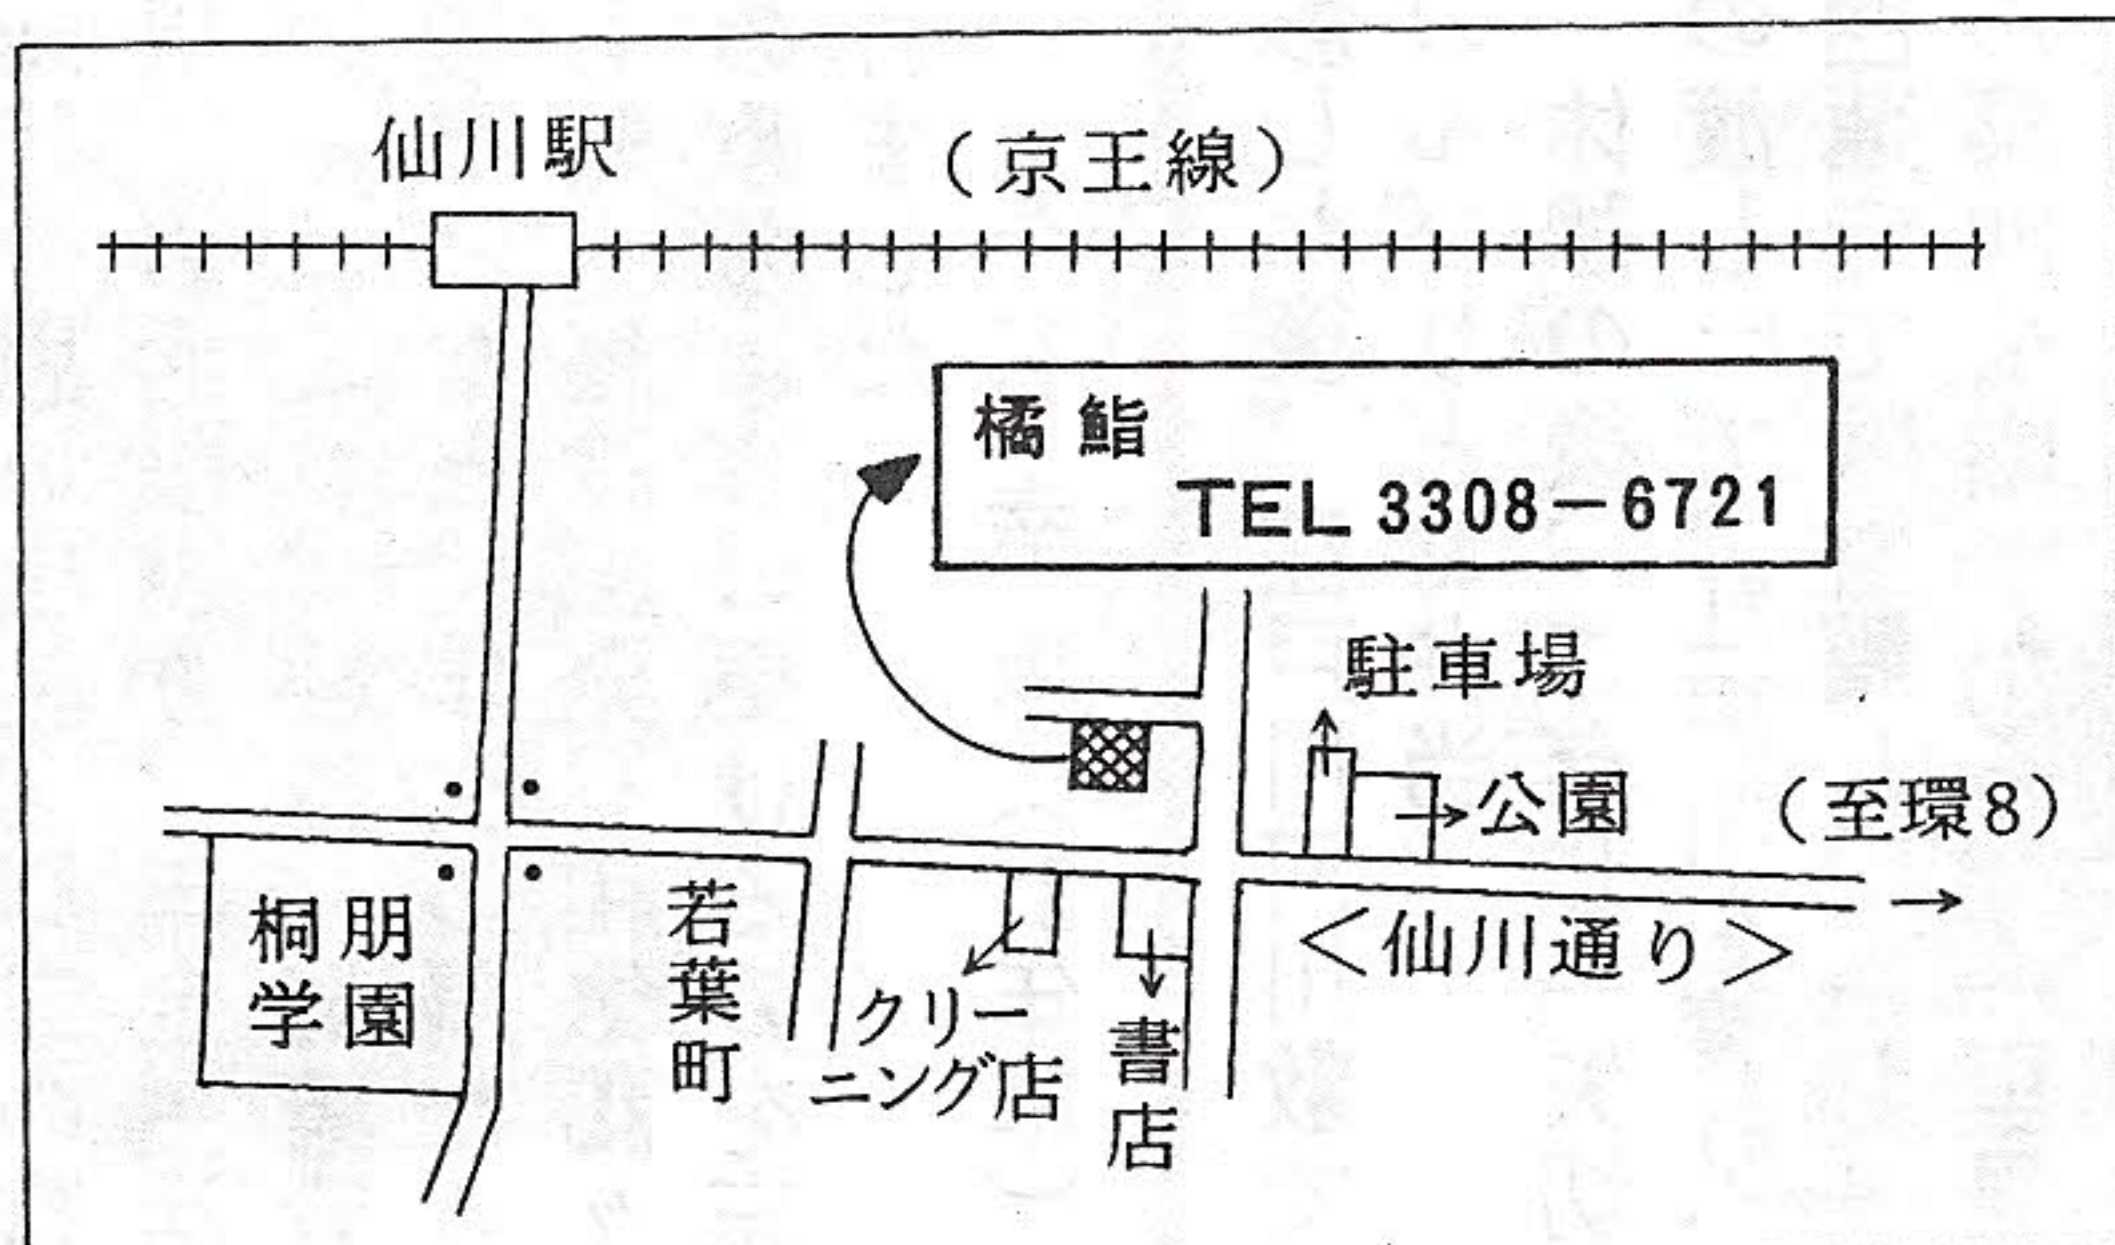 仙川駅
（京王線）
橘鮨
TEL 3308－6721
駐車場
公園
（至環8）
＜仙川通り＞
桐朋
学園
若葉町
クリー
ニング店
書店